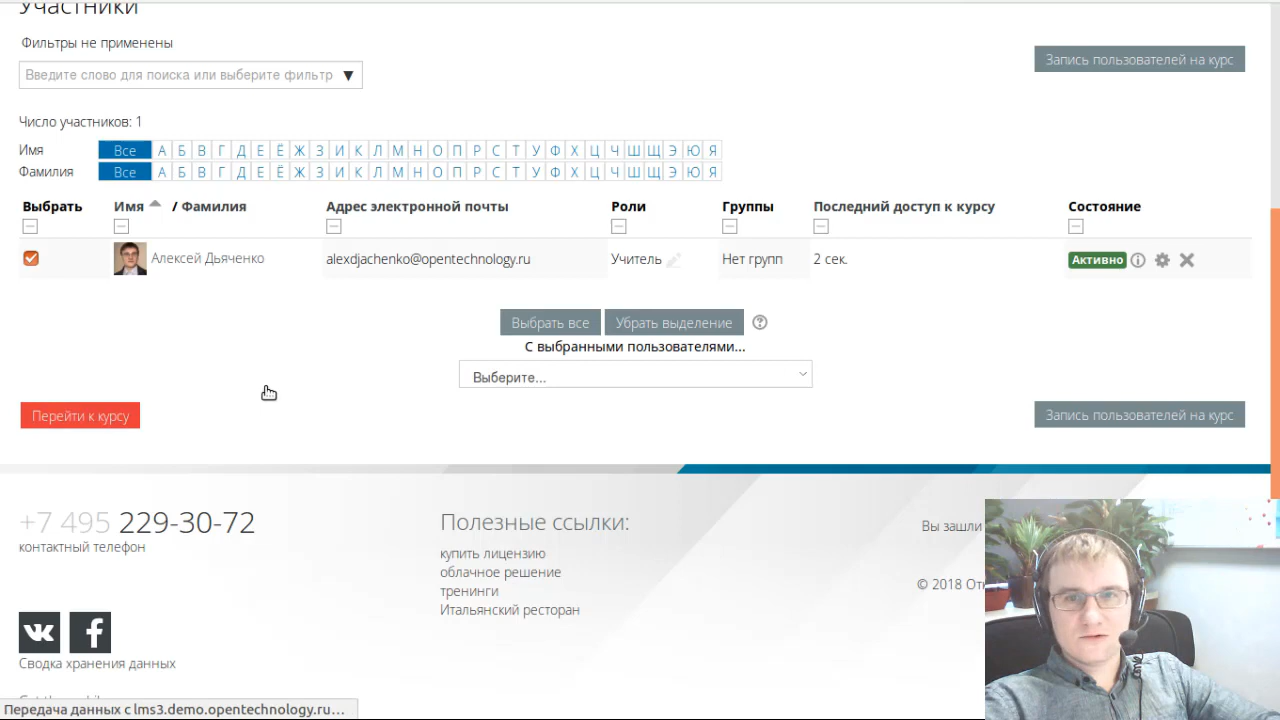 Участники
Фильтры не применены
Введите слово для поиска или выберите фильтр ▼
Запись пользователей на курс
Число участников: 1
Имя Все А Б В Г Д Е Ё Ж З И К Л М Н О П Р С Т У Ф Х Ц Ч Ш Щ Э Ю Я
Фамилия Все А Б В Г Д Е Ё Ж З И К Л М Н О П Р С Т У Ф Х Ц Ч Ш Щ Э Ю Я
Выбрать Имя / Фамилия Адрес электронной почты Роли Группы Последний доступ к курсу Состояние
Алексей Дьяченко alexdjachenko@opentechnology.ru Учитель Нет групп 2 сек. Активно
Выбрать все Убрать выделение
С выбранными пользователями...
Выберите...
Перейти к курсу Запись пользователей на курс
+7 495 229-30-72
контактный телефон
Полезные ссылки:
купить лицензию
облачное решение
тренинги
Итальянский ресторан
Вы зашли
© 2018
Сводка хранения данных
Передача данных с lms3.demo.opentechnology.ru...